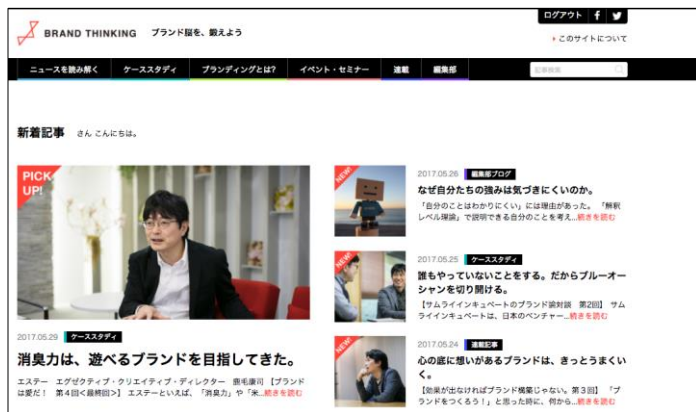 ログアウト
BRAND THINKING ブランド脳を、鍛えよう
このサイトについて
ニュースを読み解く ケーススタディ ブランディングとは? イベント・セミナー 連載 編集部 記事検索
新着記事 さん こんにちは。
PICK UP!
2017.05.29 ケーススタディ
消臭力は、遊べるブランドを目指してきた。
エステー エグゼクティブ・クリエイティブ・ディレクター 鹿毛康司 【ブランド
は愛だ! 第4回<最終回>】 エステーといえば、「消臭力」や「米...続きを読む
NEW!
2017.05.26 編集部ブログ
なぜ自分たちの強みは気づきにくいのか。
「自分のことはわかりにくい」には理由があった。 「解釈
レベル理論」で説明できる自分のことを考え...続きを読む
NEW!
2017.05.25 ケーススタディ
誰もやっていないことをする。だからブルーオー
シャンを切り開ける。
【サムライインキュベートのブランド論対談 第2回】 サム
ライインキュベートは、日本のベンチャー...続きを読む
NEW!
2017.05.24 連載記事
心の底に想いがあるブランドは、きっとうまくい
く。
【効果が出なければブランド構築じゃない。第3回】 「ブ
ランドをつくろう!」と思った時に、何から...続きを読む